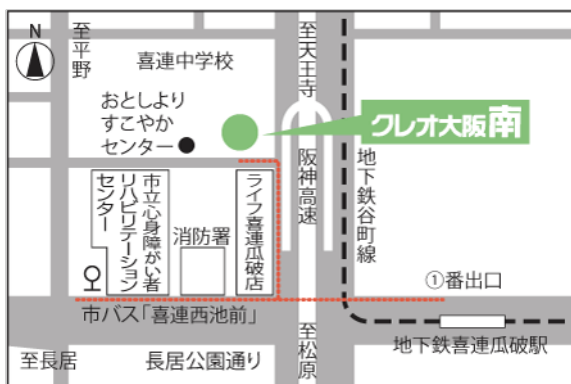 N
至平野
喜連中学校
至天王寺
おとしより
すこやか
センター
クレオ大阪南
阪神高速
地下鉄谷町線
市立心身障がい者
リハビリテーション
センター
消防署
ライフ喜連瓜破店
①番出口
市バス「喜連西池前」
至松原
地下鉄喜連瓜破駅
至長居
長居公園通り